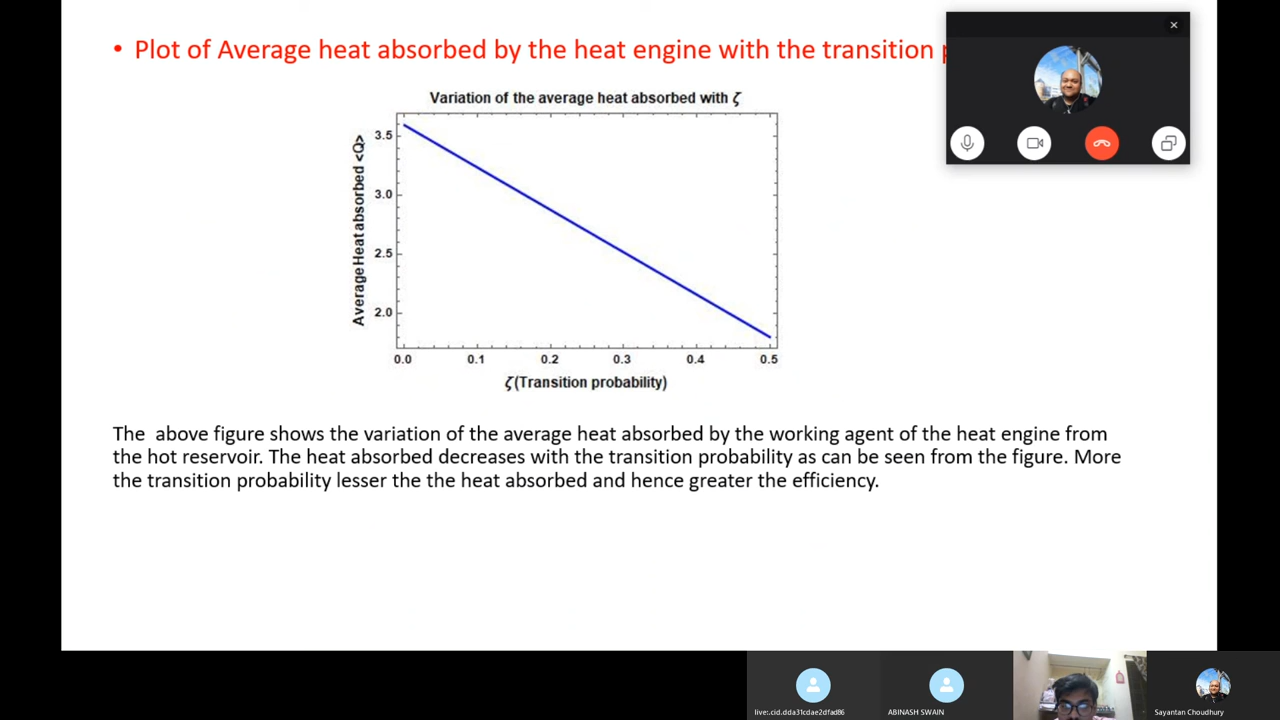 • Plot of Average heat absorbed by the heat engine with the transition
Variation of the average heat absorbed with ζ
Average Heat absorbed <Q>
3.5
3.0
2.5
2.0
0.0 0.1 0.2 0.3 0.4 0.5
ζ(Transition probability)
The above figure shows the variation of the average heat absorbed by the working agent of the heat engine from
the hot reservoir. The heat absorbed decreases with the transition probability as can be seen from the figure. More
the transition probability lesser the the heat absorbed and hence greater the efficiency.
live:.cid.dda31cdae2dfad86
ABINASH SWAIN
Sayantan Choudhury